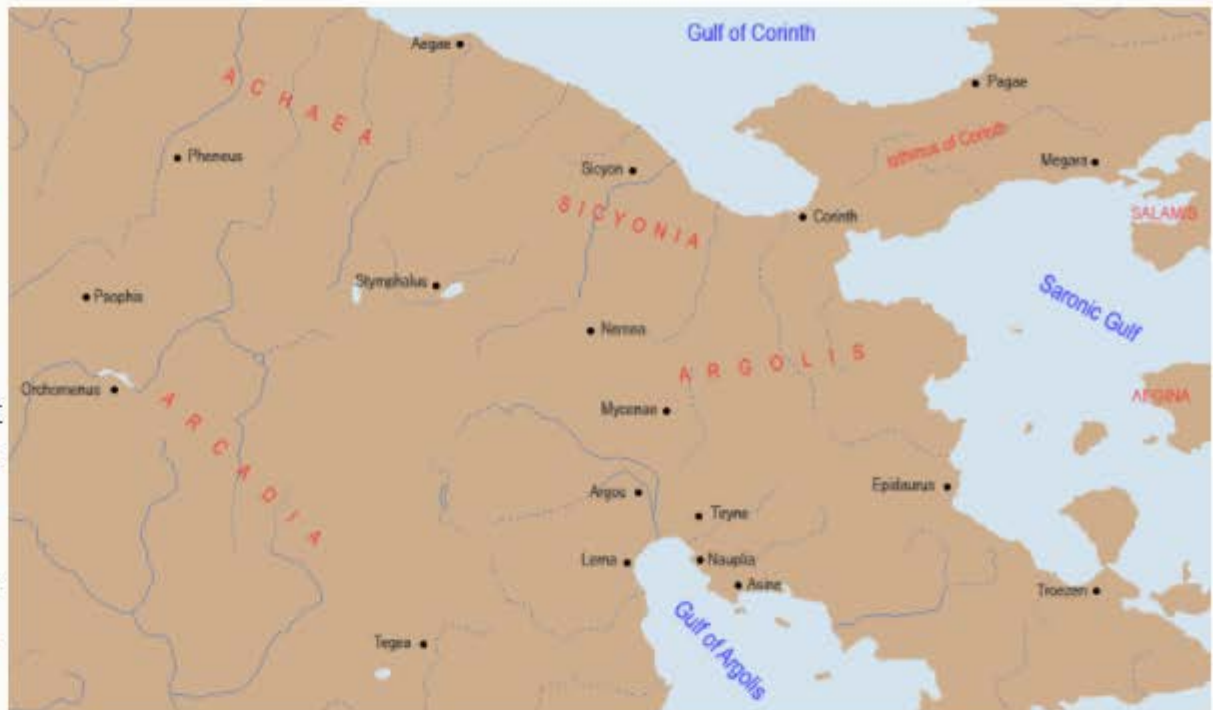 Gulf of Corinth
Aegae
Pagae
ACHAEA
Pheneus
Isthmus of Corinth
Megara
Sicyon
SICYONIA
Corinth
SALAMIS
Stymphalus
Psophis
Saronic Gulf
Nemea
ARGOLIS
Orchomenus
ARCADIA
AEGINA
Mycenae
Argos
Epidaurus
Tiryns
Lerna
Nauplia
Asine
Troezen
Gulf of Argolis
Tegea